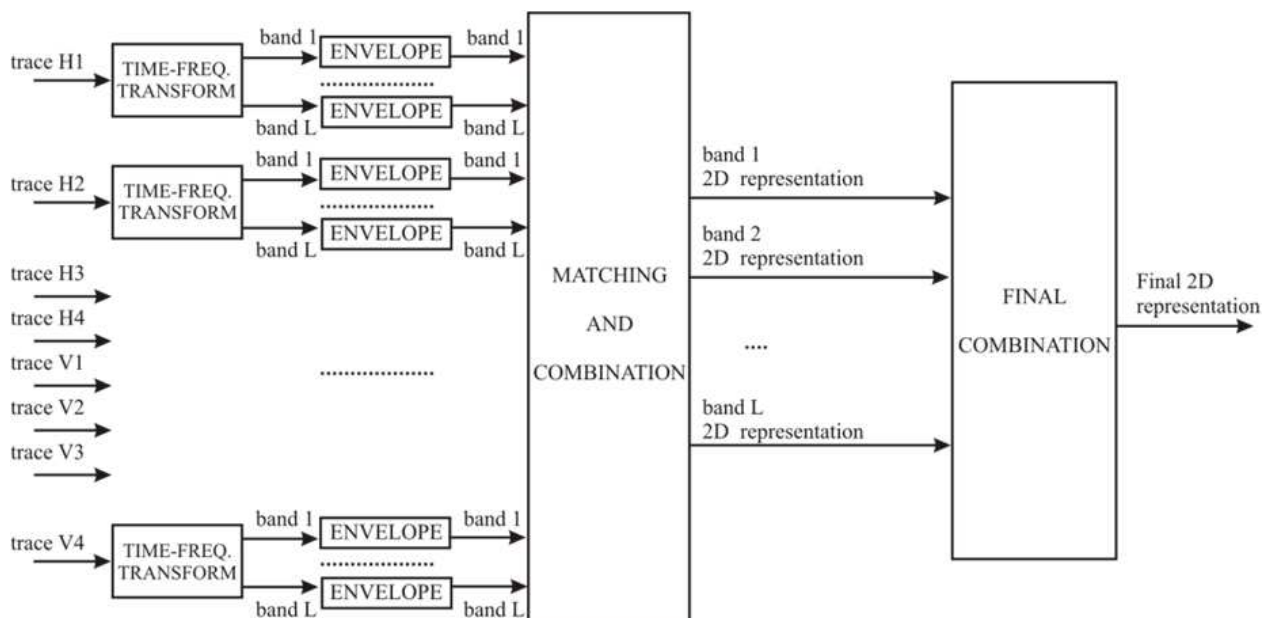 trace H1
TIME-FREQ.
TRANSFORM
band 1
ENVELOPE
band 1
....................
band L
ENVELOPE
band L
trace H2
TIME-FREQ.
TRANSFORM
band 1
ENVELOPE
band 1
....................
band L
ENVELOPE
band L
trace H3
trace H4
trace V1
trace V2
trace V3
....................
trace V4
TIME-FREQ.
TRANSFORM
band 1
ENVELOPE
band 1
....................
band L
ENVELOPE
band L
MATCHING
AND
COMBINATION
band 1
2D representation
band 2
2D representation
....
band L
2D representation
FINAL
COMBINATION
Final 2D
representation